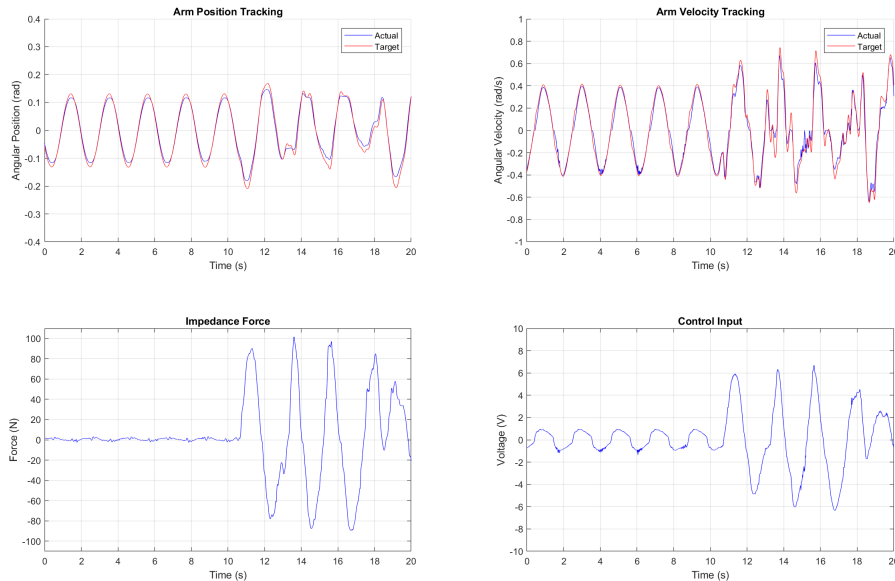 Arm Position Tracking
Angular Position (rad)
0.4
0.3
0.2
0.1
0
-0.1
-0.2
-0.3
-0.4
0 2 4 6 8 10 12 14 16 18 20
Time (s)
Actual
Target
Arm Velocity Tracking
Angular Velocity (rad/s)
1
0.8
0.6
0.4
0.2
0
-0.2
-0.4
-0.6
-0.8
-1
0 2 4 6 8 10 12 14 16 18 20
Time (s)
Actual
Target
Impedance Force
Force (N)
100
80
60
40
20
0
-20
-40
-60
-80
-100
0 2 4 6 8 10 12 14 16 18 20
Time (s)
Control Input
Voltage (V)
10
8
6
4
2
0
-2
-4
-6
-8
-10
0 2 4 6 8 10 12 14 16 18 20
Time (s)